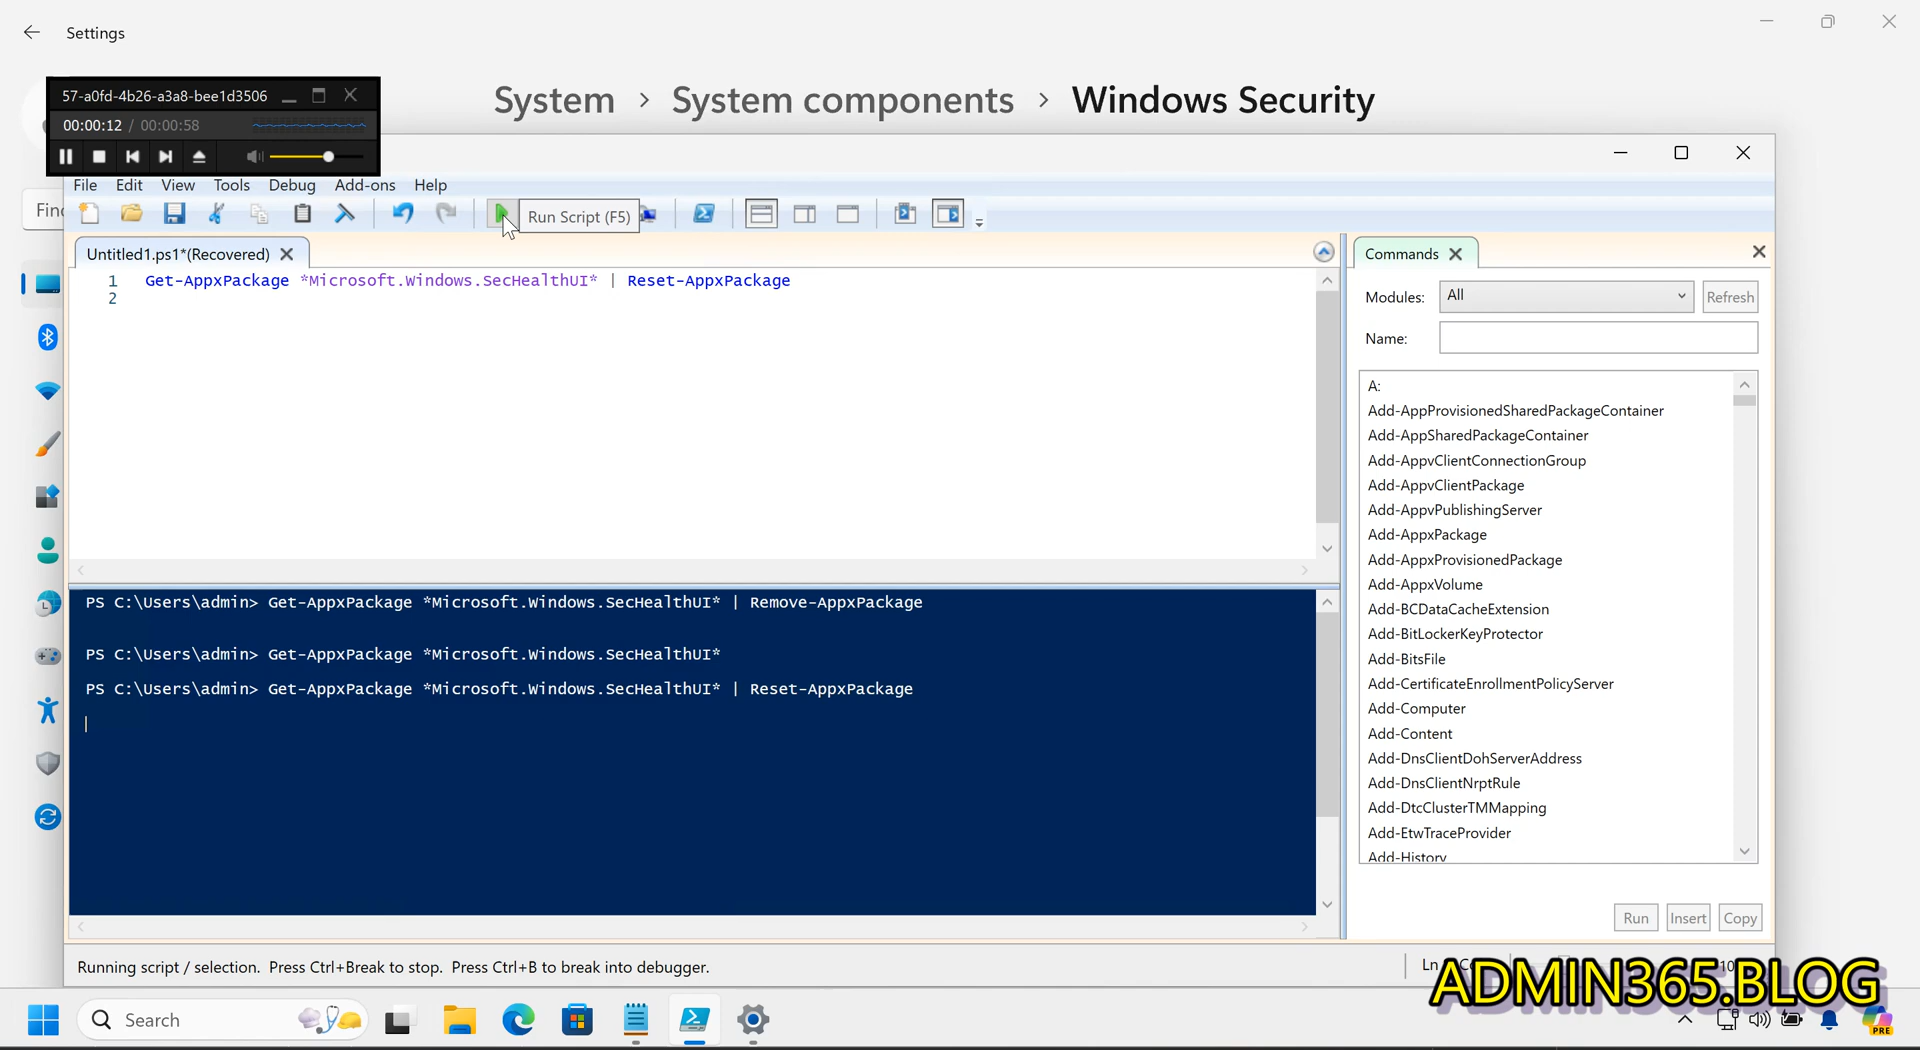 Settings
System > System components > Windows Security
57-a0fd-4b26-a3a8-bee1d3506
00:00:12 / 00:00:58
File Edit View Tools Debug Add-ons Help
Find
Run Script (F5)
Untitled1.ps1*(Recovered)
1 Get-AppxPackage *Microsoft.Windows.SecHealthUI* | Reset-AppxPackage
2
PS C:\Users\admin> Get-AppxPackage *Microsoft.Windows.SecHealthUI* | Remove-AppxPackage
PS C:\Users\admin> Get-AppxPackage *Microsoft.Windows.SecHealthUI*
PS C:\Users\admin> Get-AppxPackage *Microsoft.Windows.SecHealthUI* | Reset-AppxPackage
Commands
Modules: All Refresh
Name:
A:
Add-AppProvisionedSharedPackageContainer
Add-AppSharedPackageContainer
Add-AppvClientConnectionGroup
Add-AppvClientPackage
Add-AppvPublishingServer
Add-AppxPackage
Add-AppxProvisionedPackage
Add-AppxVolume
Add-BCDataCacheExtension
Add-BitLockerKeyProtector
Add-BitsFile
Add-CertificateEnrollmentPolicyServer
Add-Computer
Add-Content
Add-DnsClientDohServerAddress
Add-DnsClientNrptRule
Add-DtcClusterTMMapping
Add-EtwTraceProvider
Add-History
Run Insert Copy
Running script / selection. Press Ctrl+Break to stop. Press Ctrl+B to break into debugger.
Ln
ADMIN365.BLOG
Search
PRE